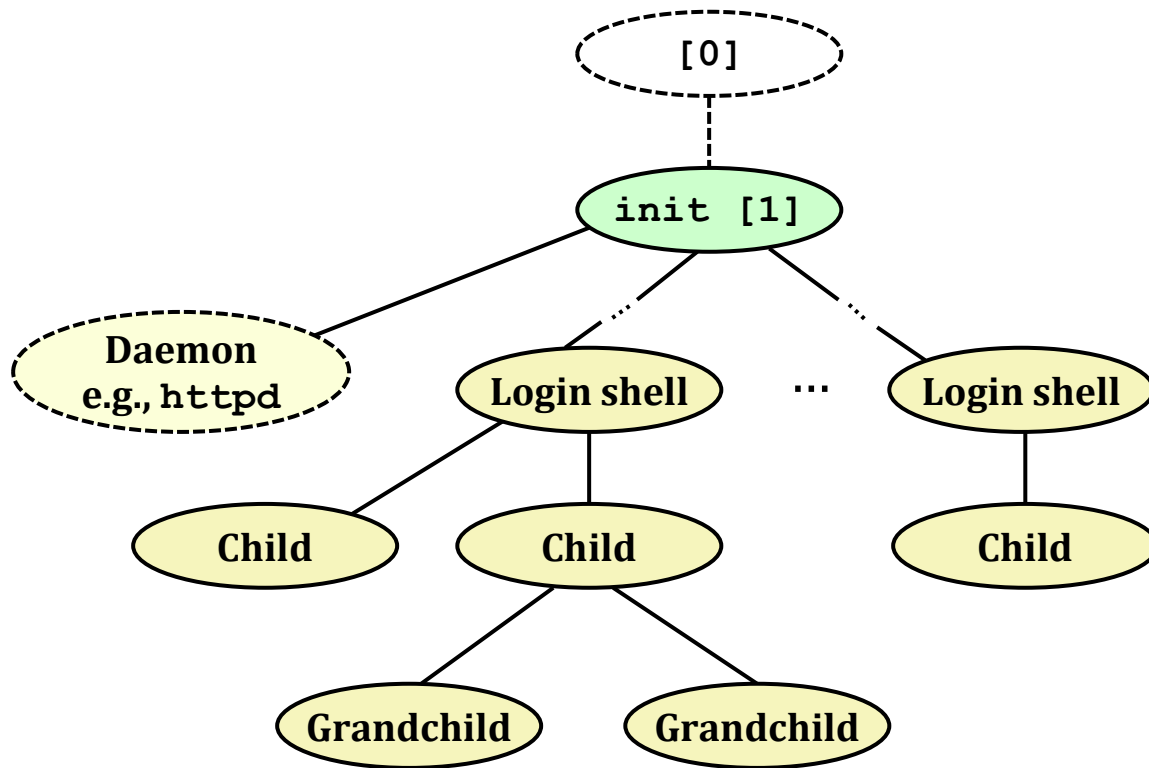 [0]
init [1]
Daemon
e.g., httpd
Login shell
...
Login shell
Child
Child
Child
Grandchild
Grandchild